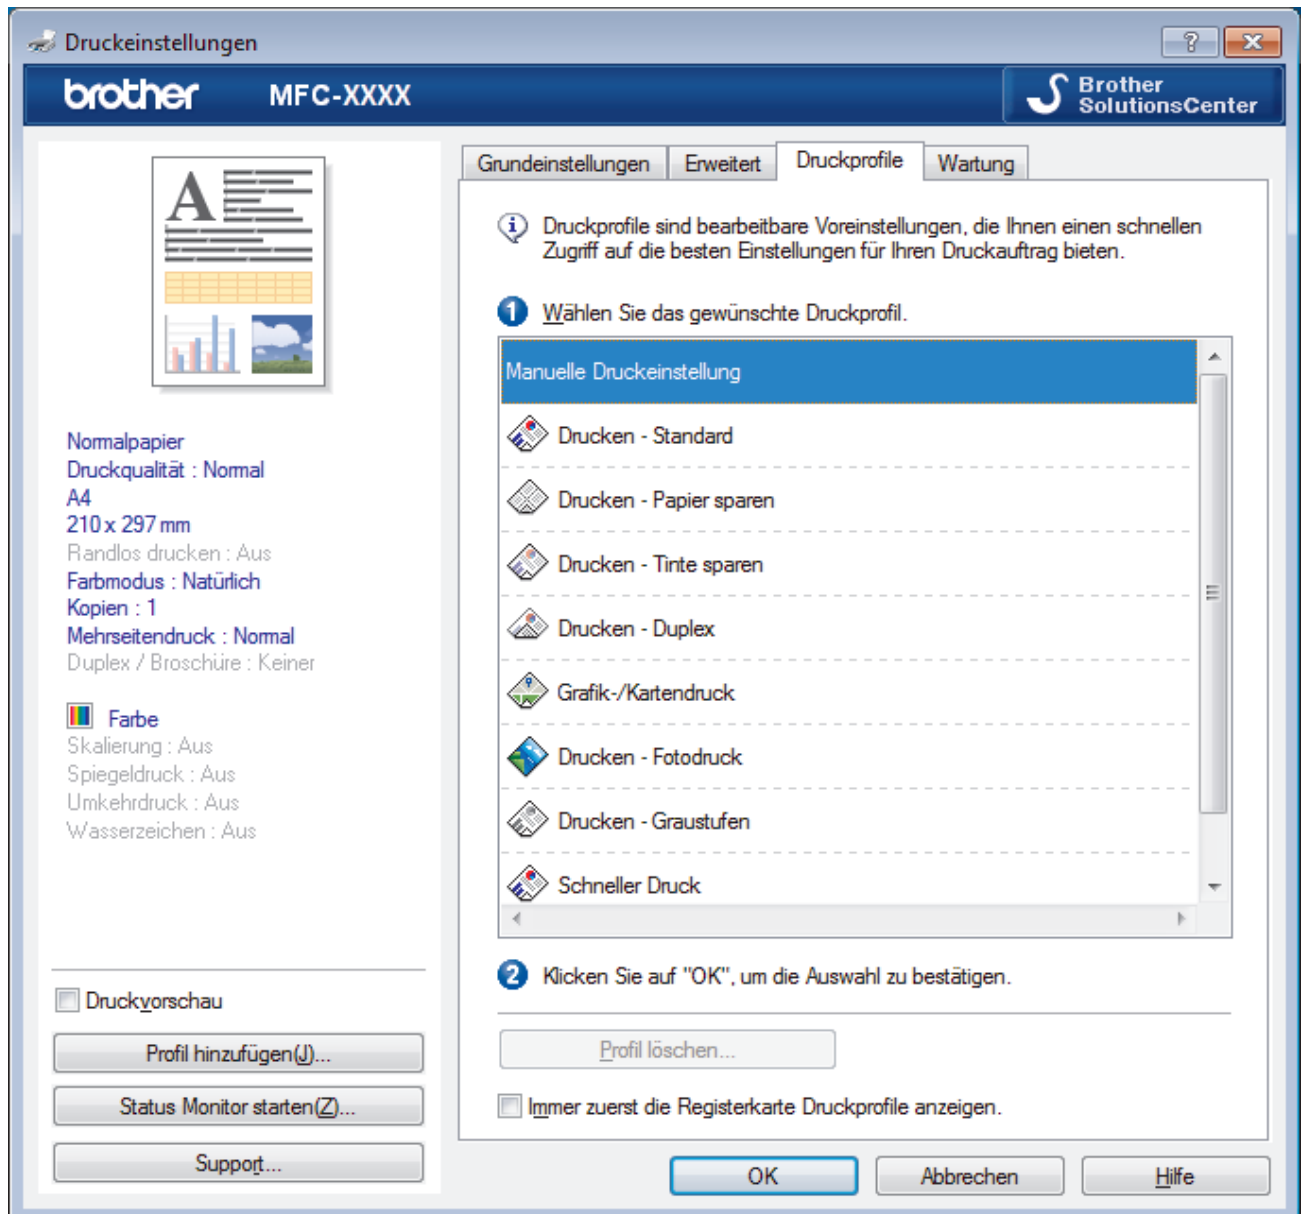 Druckeinstellungen
brother MFC-XXXX
Brother
SolutionsCenter
A
Normalpapier
Druckqualität : Normal
A4
210 x 297 mm
Randlos drucken : Aus
Farbmodus : Natürlich
Kopien : 1
Mehrseitendruck : Normal
Duplex / Broschüre : Keiner
Farbe
Skalierung : Aus
Spiegeldruck : Aus
Umkehrdruck : Aus
Wasserzeichen : Aus
Druckvorschau
Profil hinzufügen(J)...
Status Monitor starten(Z)...
Support...
Grundeinstellungen Erweitert Druckprofile Wartung
Druckprofile sind bearbeitbare Voreinstellungen, die Ihnen einen schnellen
Zugriff auf die besten Einstellungen für Ihren Druckauftrag bieten.
1 Wählen Sie das gewünschte Druckprofil.
Manuelle Druckeinstellung
Drucken - Standard
Drucken - Papier sparen
Drucken - Tinte sparen
Drucken - Duplex
Grafik-/Kartendruck
Drucken - Fotodruck
Drucken - Graustufen
Schneller Druck
2 Klicken Sie auf "OK", um die Auswahl zu bestätigen.
Profil löschen...
Immer zuerst die Registerkarte Druckprofile anzeigen.
OK Abbrechen Hilfe